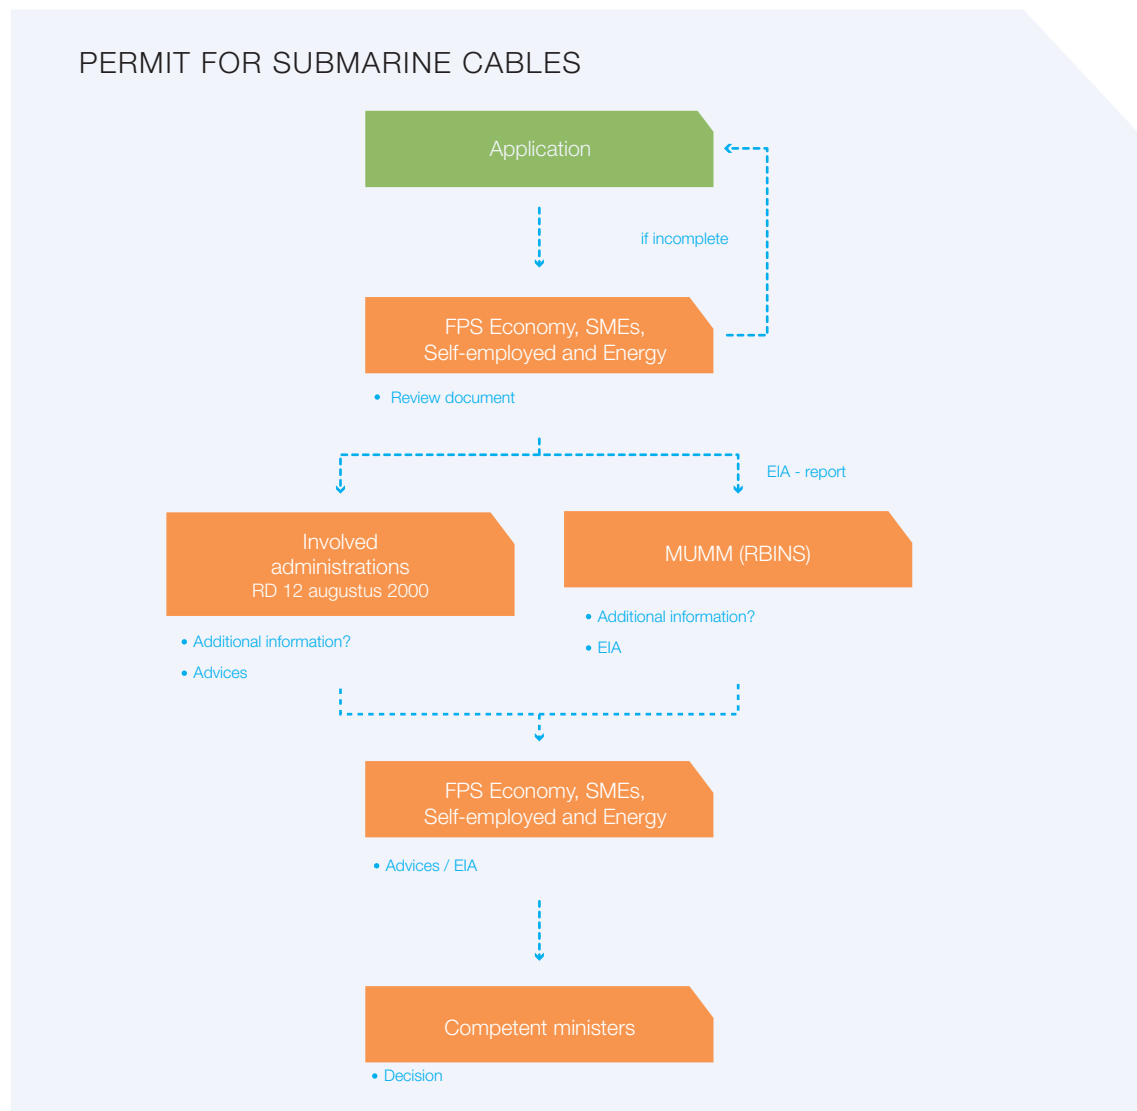 PERMIT FOR SUBMARINE CABLES
Application
if incomplete
FPS Economy, SMEs,
Self-employed and Energy
• Review document
EIA - report
Involved
administrations
RD 12 augustus 2000
• Additional information?
• Advices
MUMM (RBINS)
• Additional information?
• EIA
FPS Economy, SMEs,
Self-employed and Energy
• Advices / EIA
Competent ministers
• Decision